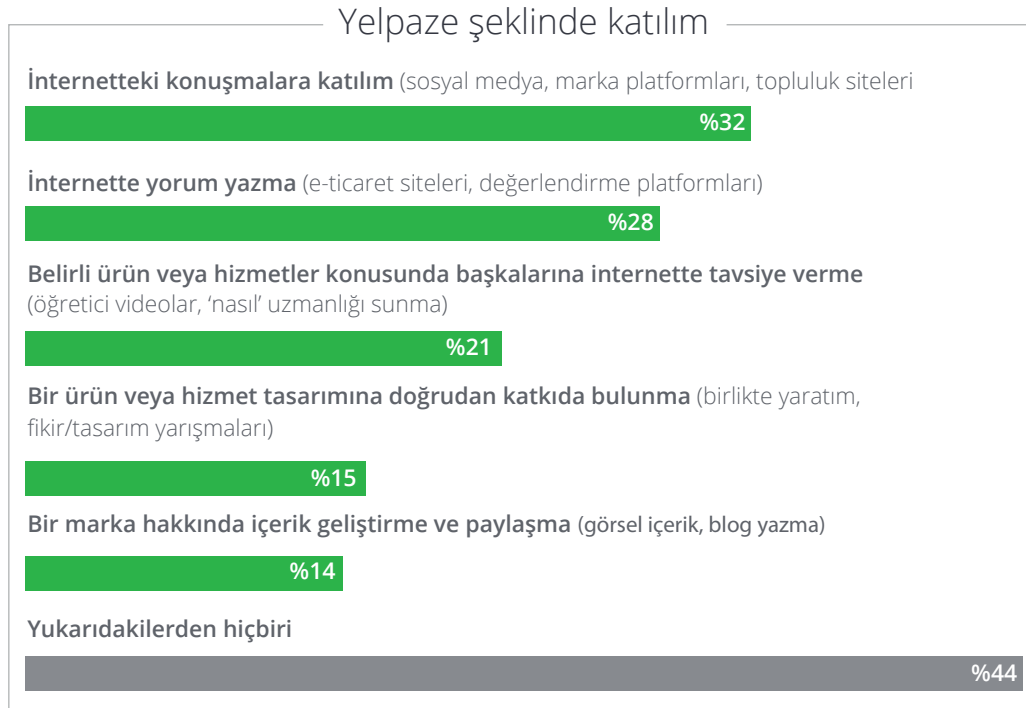 Yelpaze şeklinde katılım
İnternetteki konuşmalara katılım (sosyal medya, marka platformları, topluluk siteleri
%32
İnternette yorum yazma (e-ticaret siteleri, değerlendirme platformları)
%28
Belirli ürün veya hizmetler konusunda başkalarına internette tavsiye verme
(öğretici videolar, ‘nasıl’ uzmanlığı sunma)
%21
Bir ürün veya hizmet tasarımına doğrudan katkıda bulunma (birlikte yaratım,
fikir/tasarım yarışmaları)
%15
Bir marka hakkında içerik geliştirme ve paylaşma (görsel içerik, blog yazma)
%14
Yukarıdakilerden hiçbiri
%44